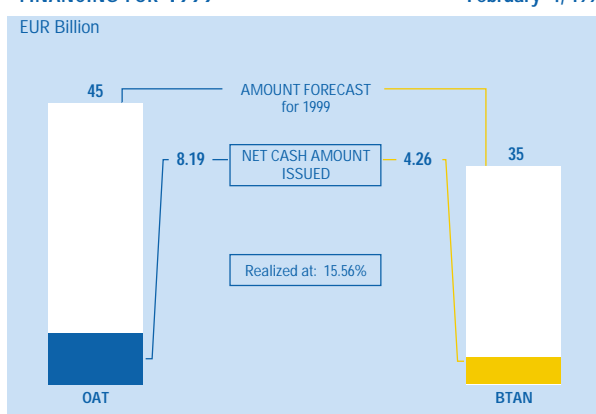 EUR Billion
45
AMOUNT FORECAST
for 1999
8.19
NET CASH AMOUNT
ISSUED
4.26
35
Realized at: 15.56%
OAT
BTAN